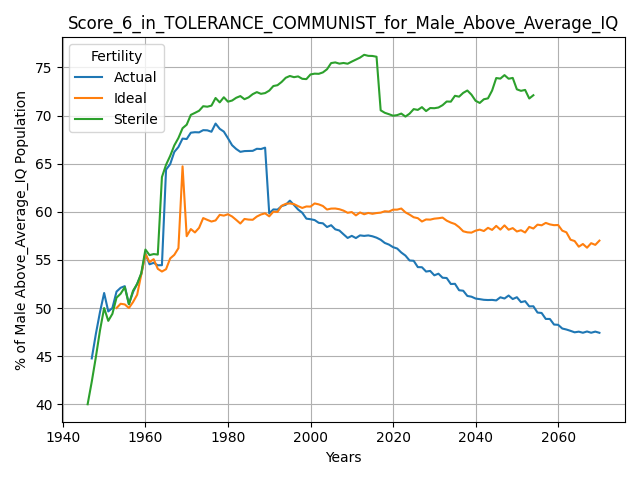 Score_6_in_TOLERANCE_COMMUNIST_for_Male_Above_Average_IQ
Fertility
Actual
Ideal
Sterile
% of Male Above_Average_IQ Population
75
70
65
60
55
50
45
40
1940
1960
1980
2000
2020
2040
2060
Years